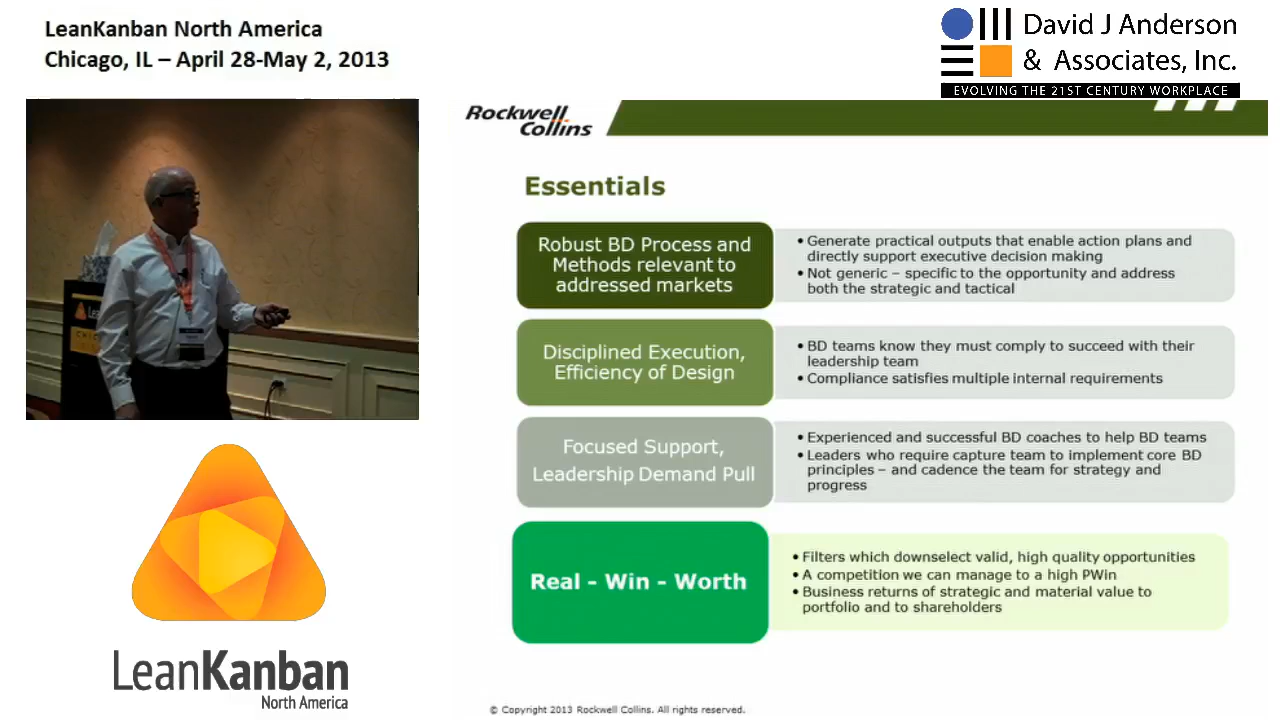 LeanKanban North America
Chicago, IL – April 28-May 2, 2013
David J Anderson
& Associates, Inc.
EVOLVING THE 21ST CENTURY WORKPLACE
Rockwell
Collins
Essentials
Robust BD Process and
Methods relevant to
addressed markets
• Generate practical outputs that enable action plans and
directly support executive decision making
• Not generic – specific to the opportunity and address
both the strategic and tactical
Disciplined Execution,
Efficiency of Design
• BD teams know they must comply to succeed with their
leadership team
• Compliance satisfies multiple internal requirements
Focused Support,
Leadership Demand Pull
• Experienced and successful BD coaches to help BD teams
• Leaders who require capture team to implement core BD
principles – and cadence the team for strategy and
progress
Real - Win - Worth
• Filters which downselect valid, high quality opportunities
• A competition we can manage to a high PWin
• Business returns of strategic and material value to
portfolio and to shareholders
LeanKanban
North America
© Copyright 2013 Rockwell Collins. All rights reserved.